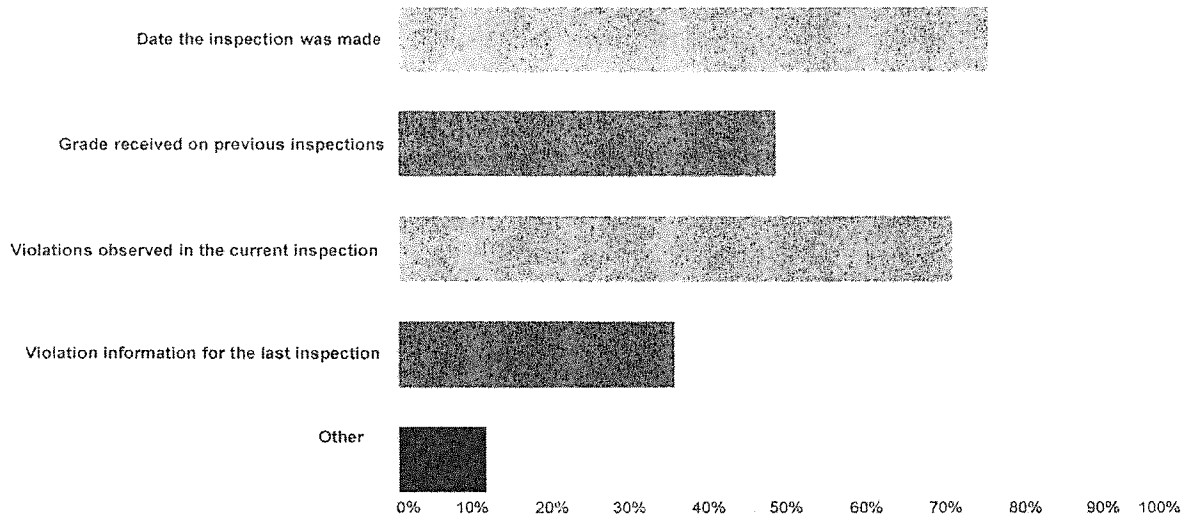 Date the inspection was made
Grade received on previous inspections
Violations observed in the current inspection
Violation information for the last inspection
Other
0% 10% 20% 30% 40% 50% 60% 70% 80% 90% 100%